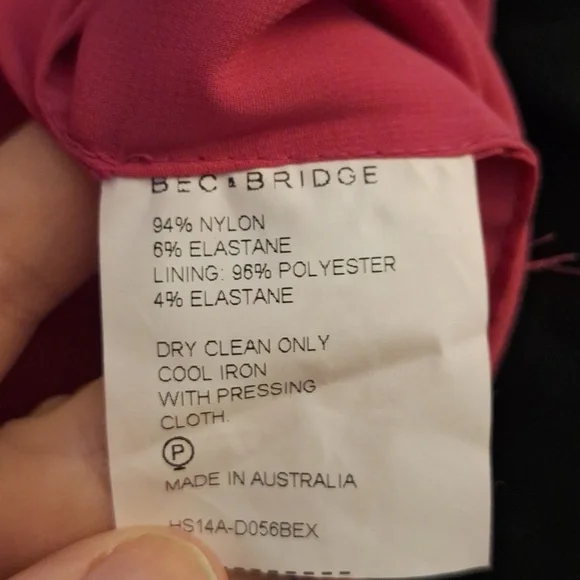 BEC & BRIDGE
94% NYLON
6% ELASTANE
LINING: 96% POLYESTER
4% ELASTANE
DRY CLEAN ONLY
COOL IRON
WITH PRESSING
CLOTH.
P
MADE IN AUSTRALIA
HS14A-D056BEX